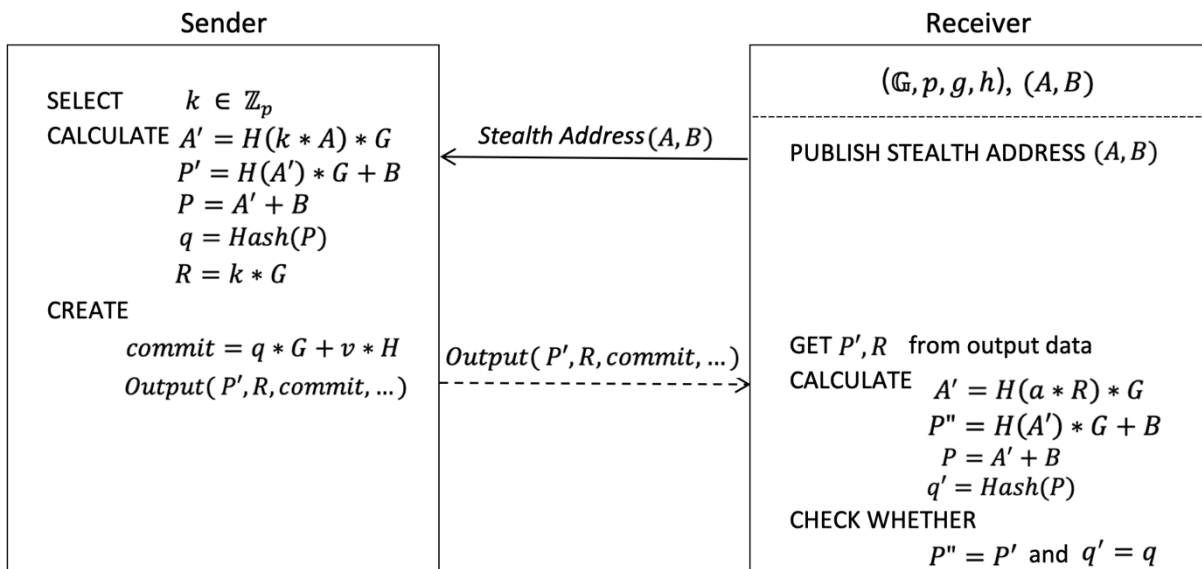 Sender
SELECT k ∈ ℤₚ
CALCULATE A′ = H(k ∗ A) ∗ G
P′ = H(A′) ∗ G + B
P = A′ + B
q = Hash(P)
R = k ∗ G
CREATE
commit = q ∗ G + v ∗ H
Output( P′, R, commit, … )
Stealth Address (A, B)
Output( P′, R, commit, … )
Receiver
(𝔾, p, g, h), (A, B)
PUBLISH STEALTH ADDRESS (A, B)
GET P′, R from output data
CALCULATE A′ = H(a ∗ R) ∗ G
P" = H(A′) ∗ G + B
P = A′ + B
q′ = Hash(P)
CHECK WHETHER
P" = P′ and q′ = q